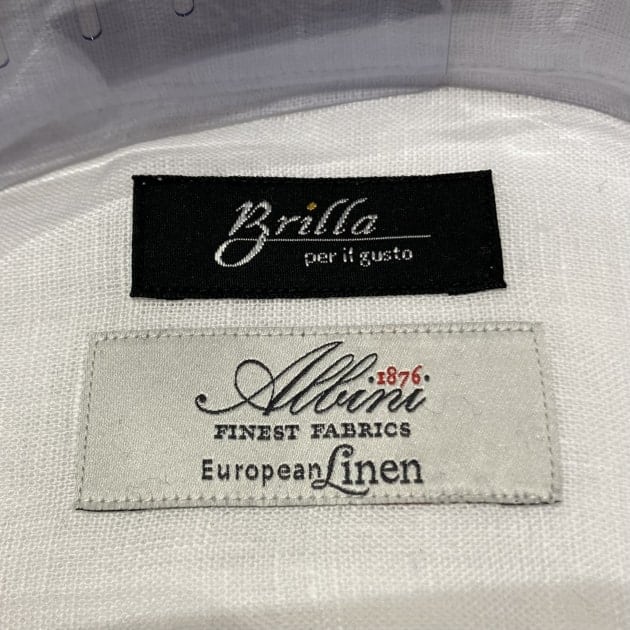 Brilla
per il gusto
1876
Albini
FINEST FABRICS
European Linen